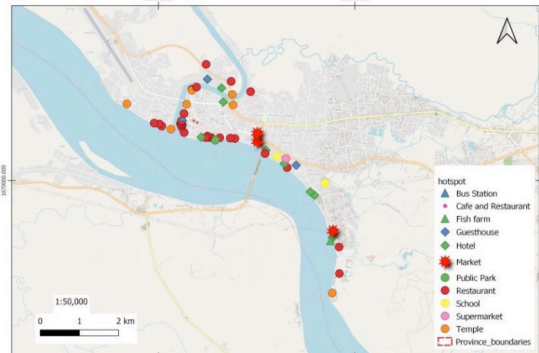 hotspot
Bus Station
Cafe and Restaurant
Fish farm
Guesthouse
Hotel
Market
Public Park
Restaurant
School
Supermarket
Temple
Province_boundaries
1:50,000
0 1 2 km